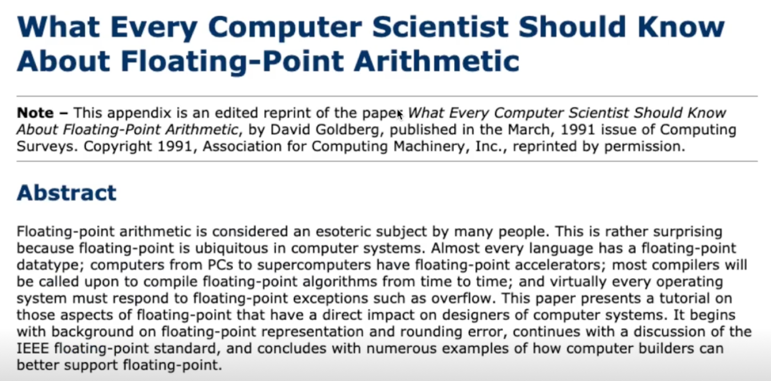 What Every Computer Scientist Should Know
About Floating-Point Arithmetic
Note – This appendix is an edited reprint of the paper What Every Computer Scientist Should Know
About Floating-Point Arithmetic, by David Goldberg, published in the March, 1991 issue of Computing
Surveys. Copyright 1991, Association for Computing Machinery, Inc., reprinted by permission.
Abstract
Floating-point arithmetic is considered an esoteric subject by many people. This is rather surprising
because floating-point is ubiquitous in computer systems. Almost every language has a floating-point
datatype; computers from PCs to supercomputers have floating-point accelerators; most compilers will
be called upon to compile floating-point algorithms from time to time; and virtually every operating
system must respond to floating-point exceptions such as overflow. This paper presents a tutorial on
those aspects of floating-point that have a direct impact on designers of computer systems. It begins
with background on floating-point representation and rounding error, continues with a discussion of the
IEEE floating-point standard, and concludes with numerous examples of how computer builders can
better support floating-point.